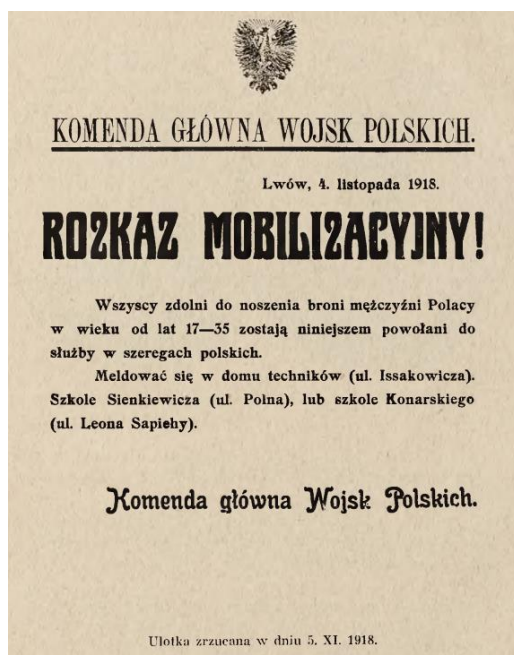 KOMENDA GŁÓWNA WOJSK POLSKICH.
Lwów, 4. listopada 1918.
ROZKAZ MOBILIZACYJNY!
Wszyscy zdolni do noszenia broni mężczyźni Polacy
w wieku od lat 17—35 zostają niniejszem powołani do
służby w szeregach polskich.
Meldować się w domu techników (ul. Issakowicza).
Szkole Sienkiewicza (ul. Polna), lub szkole Konarskiego
(ul. Leona Sapiehy).
Komenda główna Wojsk Polskich.
Ulotka zrzucana w dniu 5. XI. 1918.